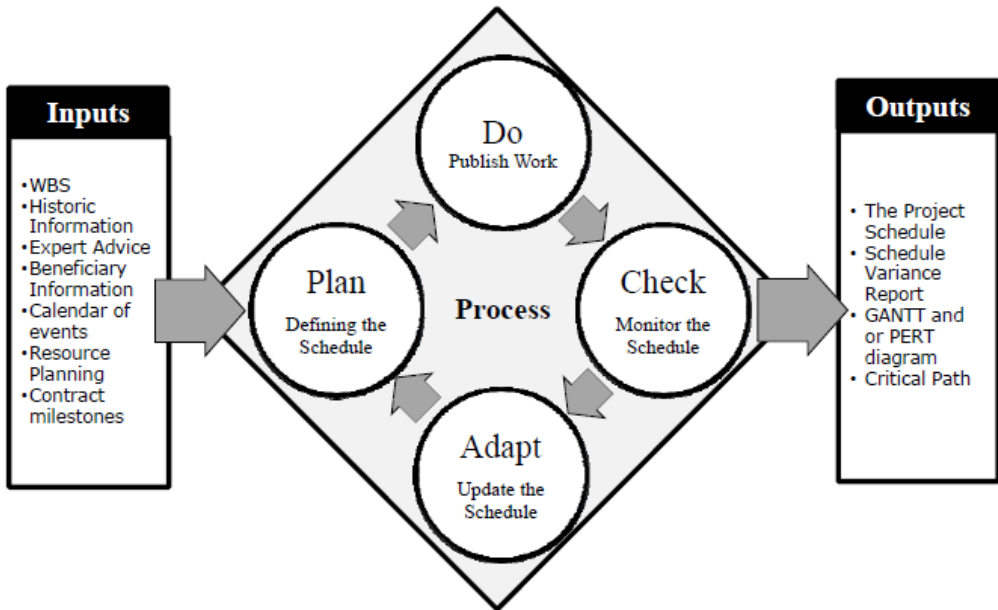 Inputs
•WBS
•Historic
Information
•Expert Advice
•Beneficiary
Information
•Calendar of
events
•Resource
Planning
•Contract
milestones
Do
Publish Work
Plan
Defining the
Schedule
Process
Check
Monitor the
Schedule
Adapt
Update the
Schedule
Outputs
• The Project
Schedule
• Schedule
Variance
Report
• GANTT and
or PERT
diagram
• Critical Path